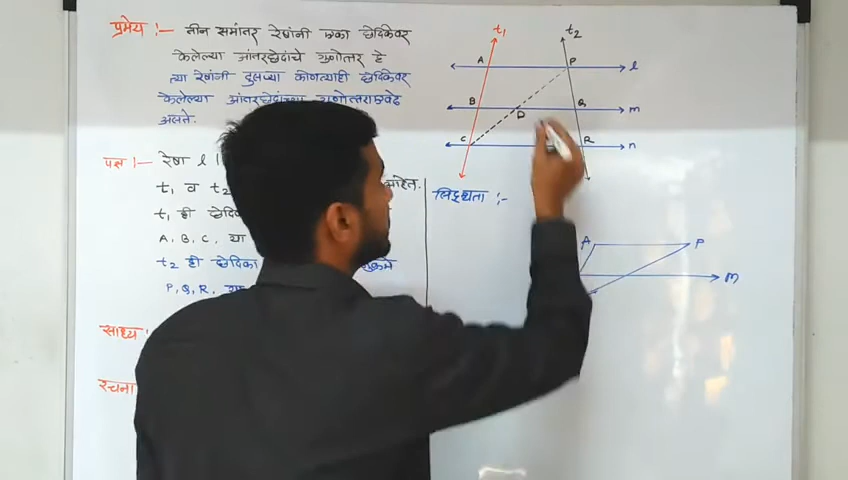 प्रमेय :- तीन समांतर रेषांनी एका छेदिकेवर
केलेल्या आंतरछेदांचे गुणोत्तर हे
त्या रेषांनी दुसऱ्या कोणत्याही छेदिकेवर
केलेल्या आंतरछेदांच्या गुणोत्तराएवढे
असते.
पक्ष :- रेषा l
t₁ व t₂ आहेत.
t₁ ही
A, B, C, या
t₂ ही छेदिका
P, Q, R,
साध्य :
रचना
t₁ t₂
A P l
B D Q m
C R n
सिद्धता :-
A P
m